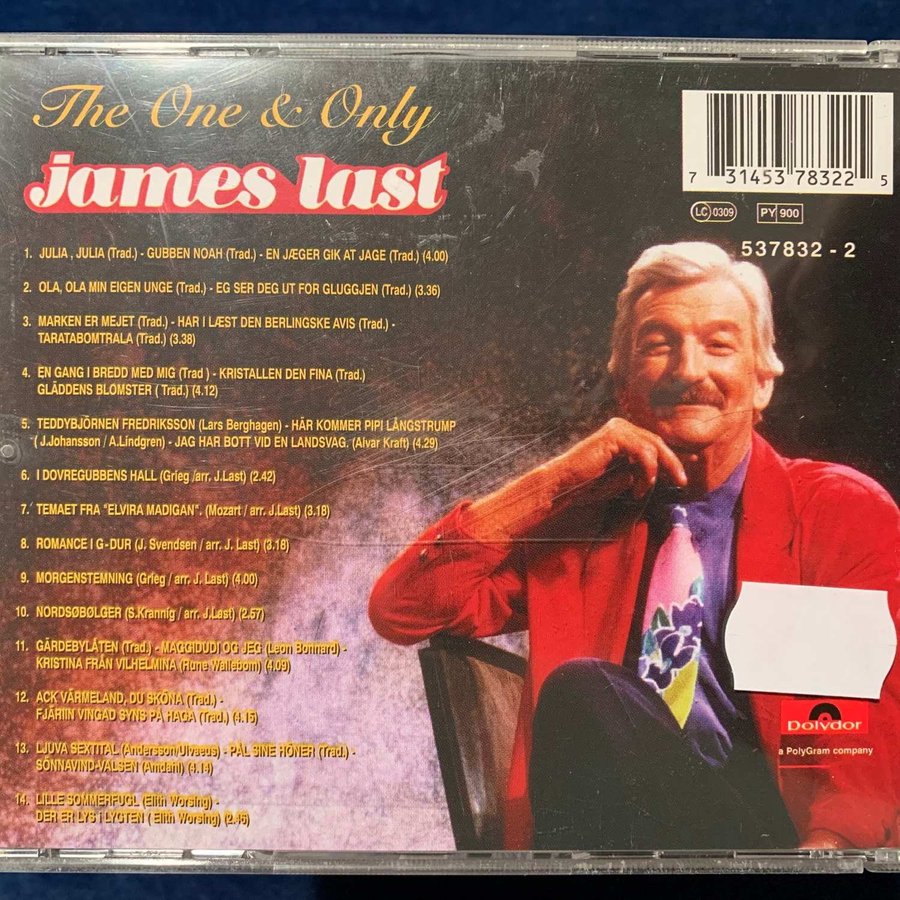 The One & Only
james last
7 31453 78322 5
LC 0309 PY 900
537832 - 2
1. JULIA , JULIA (Trad.) - GUBBEN NOAH (Trad.) - EN JÆGER GIK AT JAGE (Trad.) (4.00)
2. OLA, OLA MIN EIGEN UNGE (Trad.) - EG SER DEG UT FOR GLUGGJEN (Trad.) (3.36)
3. MARKEN ER MEJET (Trad.) - HAR I LÆST DEN BERLINGSKE AVIS (Trad.) -
TARATABOMTRALA (Trad.) (3.38)
4. EN GANG I BREDD MED MIG (Trad ) - KRISTALLEN DEN FINA (Trad.)
GLÄDDENS BLOMSTER ( Trad.) (4.12)
5. TEDDYBJÖRNEN FREDRIKSSON (Lars Berghagen) - HÄR KOMMER PIPI LÅNGSTRUMP
( J.Johansson / A.Lindgren) - JAG HAR BOTT VID EN LANDSVAG. (Alvar Kraft) (4.29)
6. I DOVREGUBBENS HALL (Grieg /arr. J.Last) (2.42)
7. TEMAET FRA "ELVIRA MADIGAN". (Mozart / arr. J.Last) (3.18)
8. ROMANCE I G-DUR (J. Svendsen / arr. J. Last) (3.18)
9. MORGENSTEMNING (Grieg / arr. J. Last) (4.00)
10. NORDSØBØLGER (S.Krannig / arr. J.Last) (2.57)
11. GÄRDEBYLÅTEN (Trad.) - MAGGIDUDI OG JEG (Leon Bonnard) -
KRISTINA FRÅN VILHELMINA (Rune Wallebom) (4.09)
12. ACK VÄRMELAND, DU SKÖNA (Trad.) -
FJÄRIIN VINGAD SYNS PÅ HAGA (Trad.) (4.15)
13. LJUVA SEXTITAL (Andersson/Ulvaeus) - PÅL SINE HÖNER (Trad.) -
SÖNNAVIND-VALSEN (Amdahl) (4.14)
14. LILLE SOMMERFUGL (Elith Worsing) -
DER ER LYS i LYGTEN ( Elith Worsing) (2.46)
Polydor
a PolyGram company